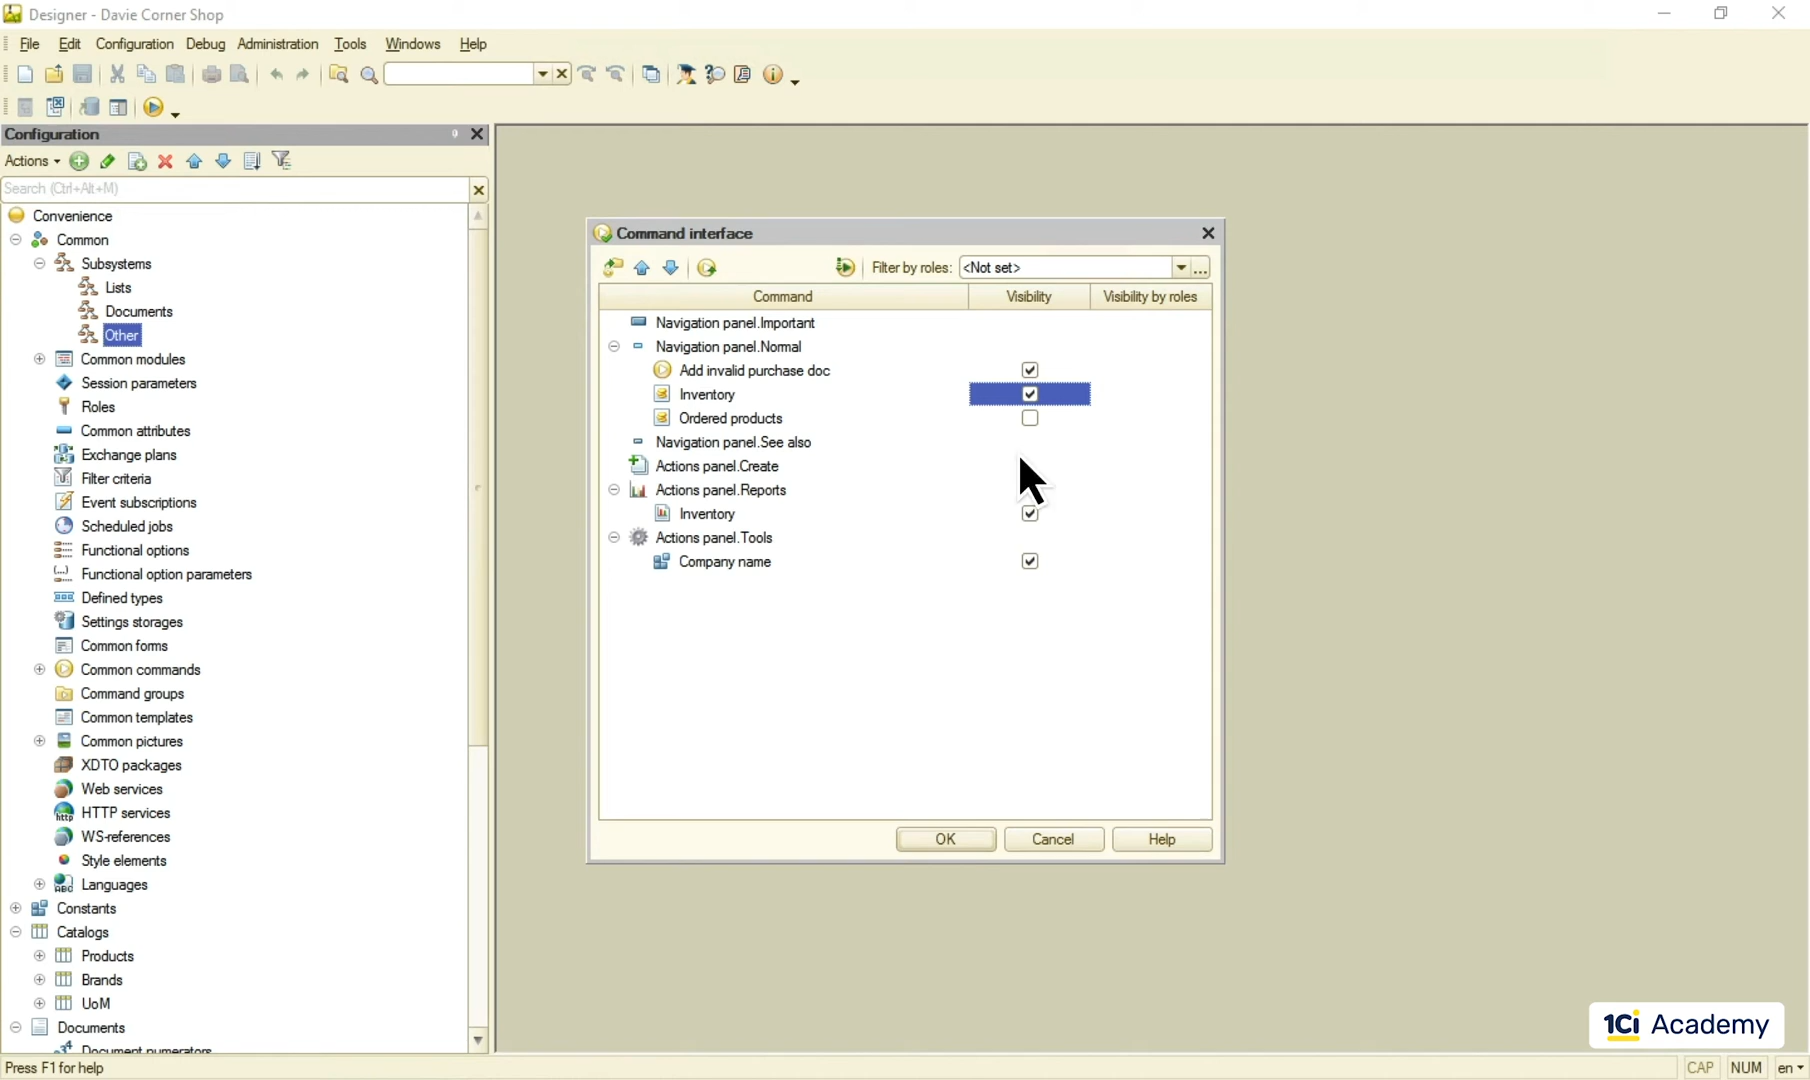 Designer - Davie Corner Shop
File Edit Configuration Debug Administration Tools Windows Help
Configuration
Actions
Search (Ctrl+Alt+M)
Convenience
Common
Subsystems
Lists
Documents
Other
Common modules
Session parameters
Roles
Common attributes
Exchange plans
Filter criteria
Event subscriptions
Scheduled jobs
Functional options
Functional option parameters
Defined types
Settings storages
Common forms
Common commands
Command groups
Common templates
Common pictures
XDTO packages
Web services
HTTP services
WS-references
Style elements
Languages
Constants
Catalogs
Products
Brands
UoM
Documents
Document numerators
Command interface
Filter by roles: <Not set>
Command Visibility Visibility by roles
Navigation panel.Important
Navigation panel.Normal
Add invalid purchase doc
Inventory
Ordered products
Navigation panel.See also
Actions panel.Create
Actions panel.Reports
Inventory
Actions panel.Tools
Company name
OK Cancel Help
1Ci Academy
Press F1 for help
CAP NUM en